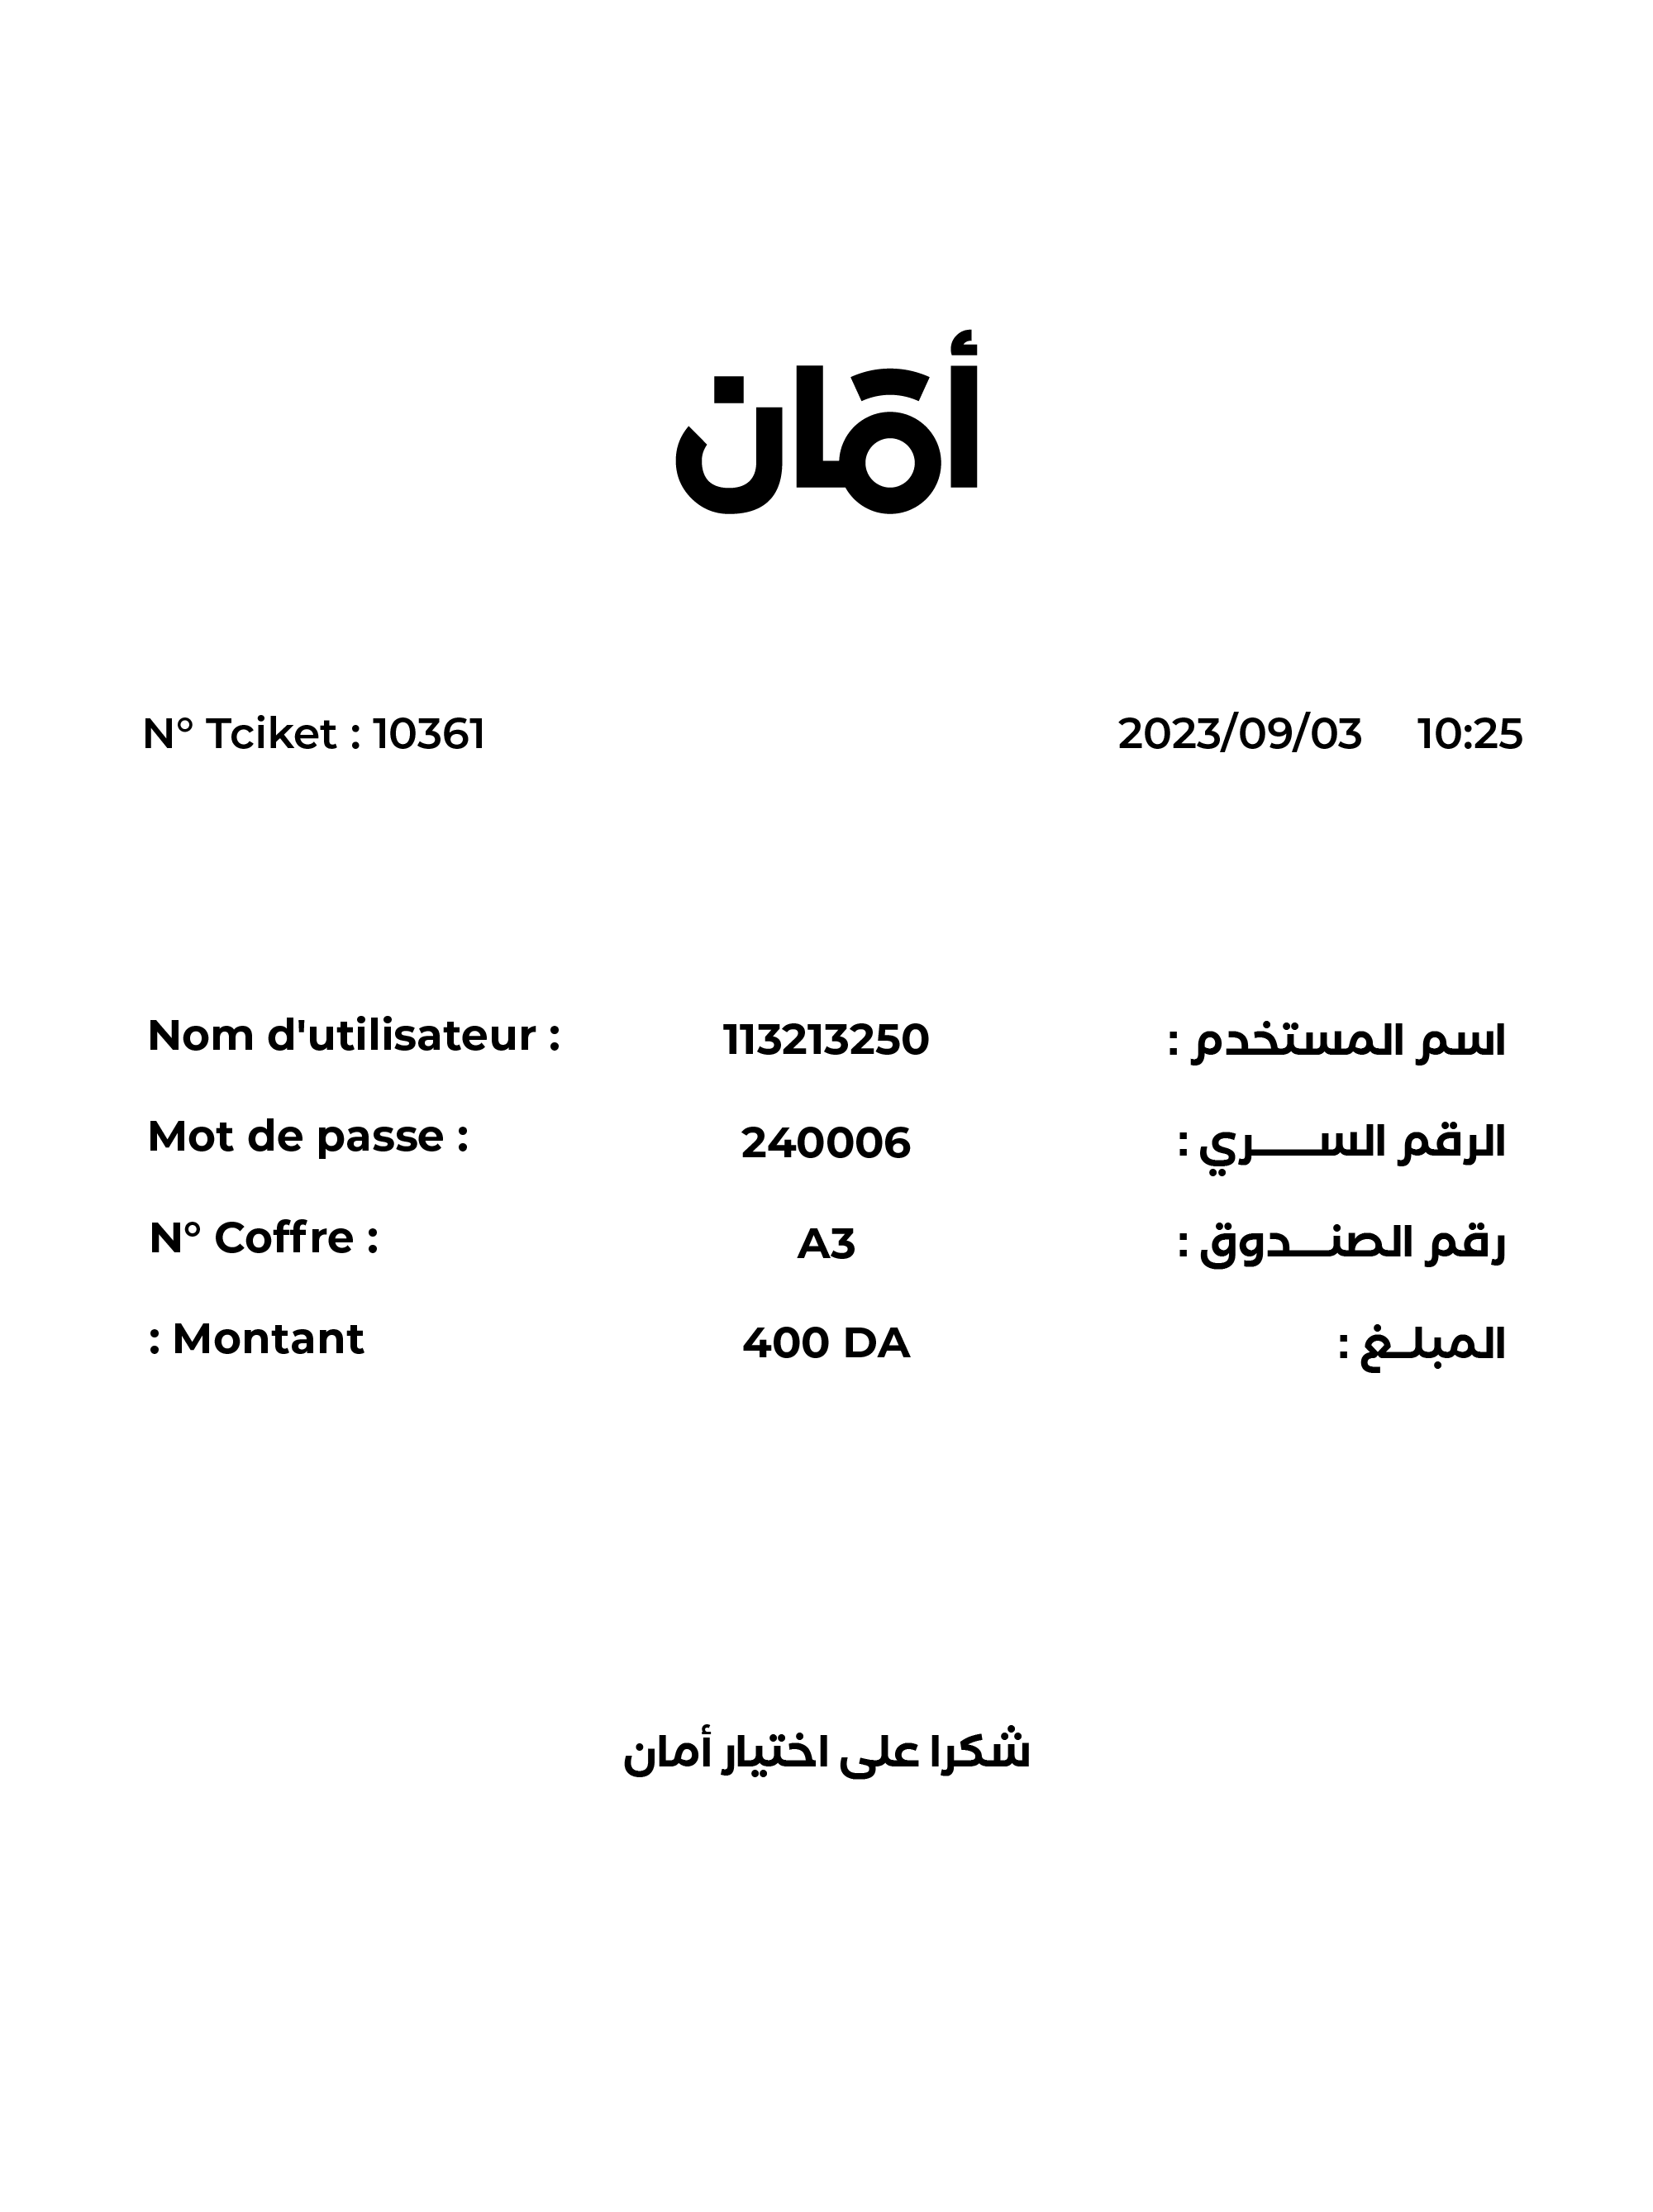 أمان
N° Tciket : 10361 2023/09/03 10:25
Nom d'utilisateur : 113213250 اسم المستخدم :
Mot de passe : 240006 الرقم الســـــري :
N° Coffre : A3 رقم الصنـــدوق :
: Montant 400 DA المبلــغ :
شكرا على اختيار أمان